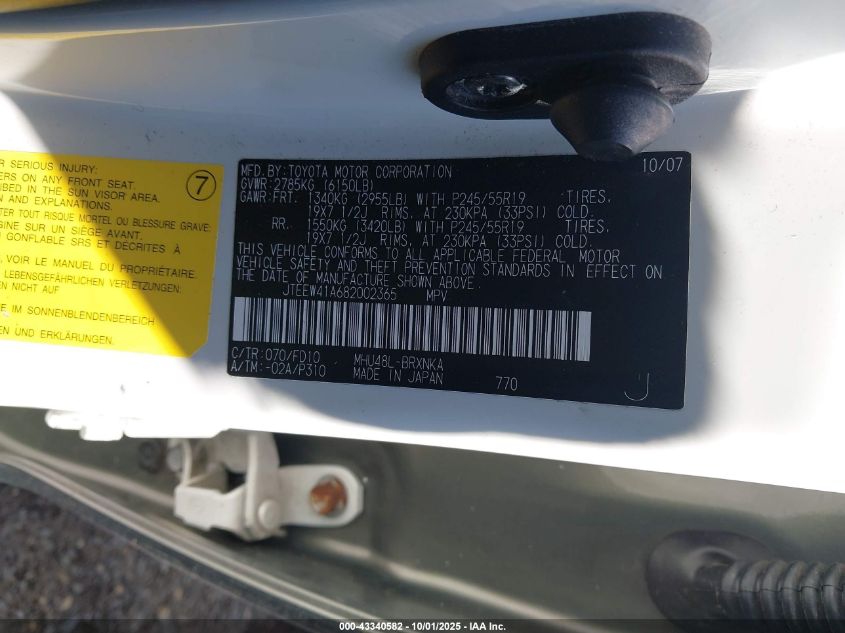 R SERIOUS INJURY:
S ON ANY FRONT SEAT.
MBEDDED IN THE SUN VISOR AREA.
RNINGS AND EXPLANATIONS.
7
TOUT RISQUE MORTEL OU BLESSURE GRAVE:
GINE SUR UN SIÈGE AVANT.
GONFLABLE SRS ET DÉCRITES À
, VOIR LE MANUEL DU PROPRIÉTAIRE.
LEBENSGEFÄHRLICHEN VERLETZUNGEN:
N NICHT
E IM SONNENBLENDENBEREICH
N UND ERKLÄRUNGEN.
MFD.BY:TOYOTA MOTOR CORPORATION 10/07
GVWR:2785KG (6150LB)
GAWR:FRT. 1340KG (2955LB) WITH P245/55R19 TIRES,
19X7 1/2J RIMS, AT 230KPA (33PSI) COLD.
RR. 1550KG (3420LB) WITH P245/55R19 TIRES,
19X7 1/2J RIMS, AT 230KPA (33PSI) COLD.
THIS VEHICLE CONFORMS TO ALL APPLICABLE FEDERAL MOTOR
VEHICLE SAFETY AND THEFT PREVENTION STANDARDS IN EFFECT ON
THE DATE OF MANUFACTURE SHOWN ABOVE.
JTEEW41A682002365 MPV
C/TR:070/FD10 MHU48L-BRXNKA
A/TM:-02A/P310 MADE IN JAPAN 770 J
000-43340582 - 10/01/2025 - IAA Inc.